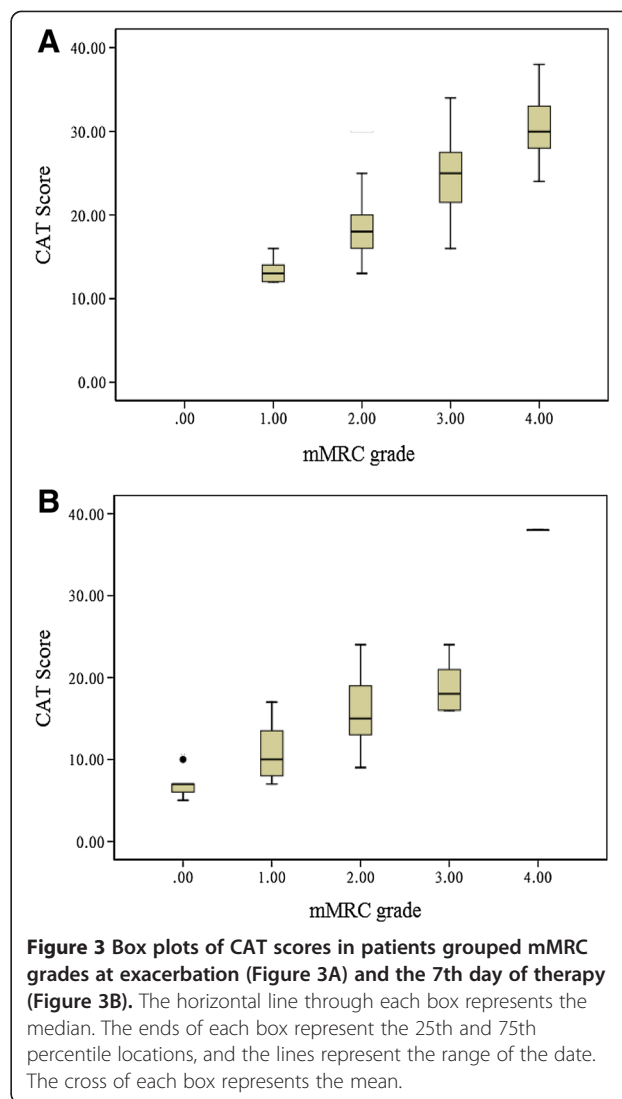 A
40.00
30.00
20.00
10.00
0.00
CAT Score
.00 1.00 2.00 3.00 4.00
mMRC grade
B
40.00
30.00
20.00
10.00
0.00
CAT Score
.00 1.00 2.00 3.00 4.00
mMRC grade
Figure 3 Box plots of CAT scores in patients grouped mMRC
grades at exacerbation (Figure 3A) and the 7th day of therapy
(Figure 3B). The horizontal line through each box represents the
median. The ends of each box represent the 25th and 75th
percentile locations, and the lines represent the range of the date.
The cross of each box represents the mean.